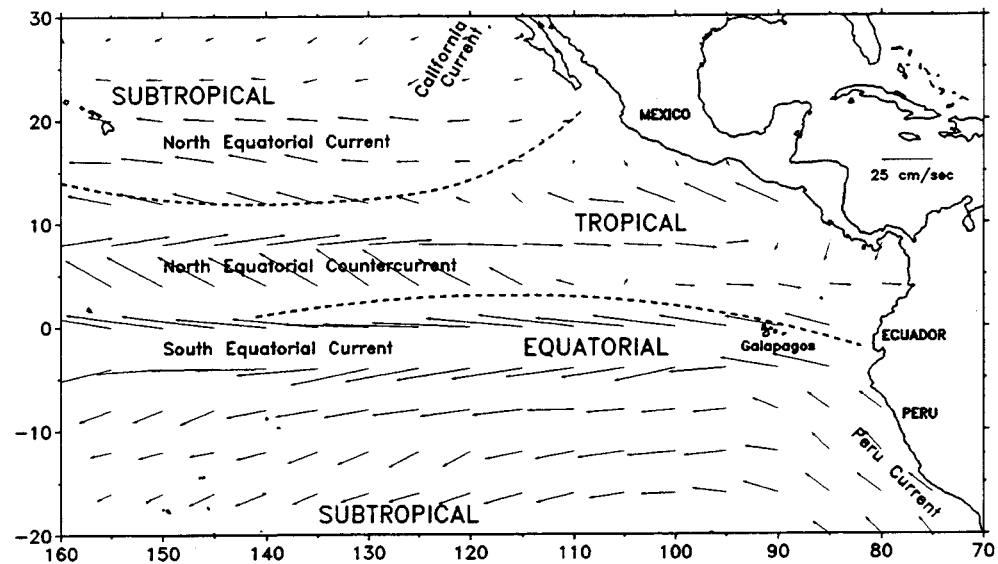 30
20
10
0
-10
-20
160
150
140
130
120
110
100
90
80
70
California
Current
SUBTROPICAL
MEXICO
North Equatorial Current
25 cm/sec
TROPICAL
North Equatorial Countercurrent
ECUADOR
South Equatorial Current
EQUATORIAL
Galapagos
PERU
Peru Current
SUBTROPICAL